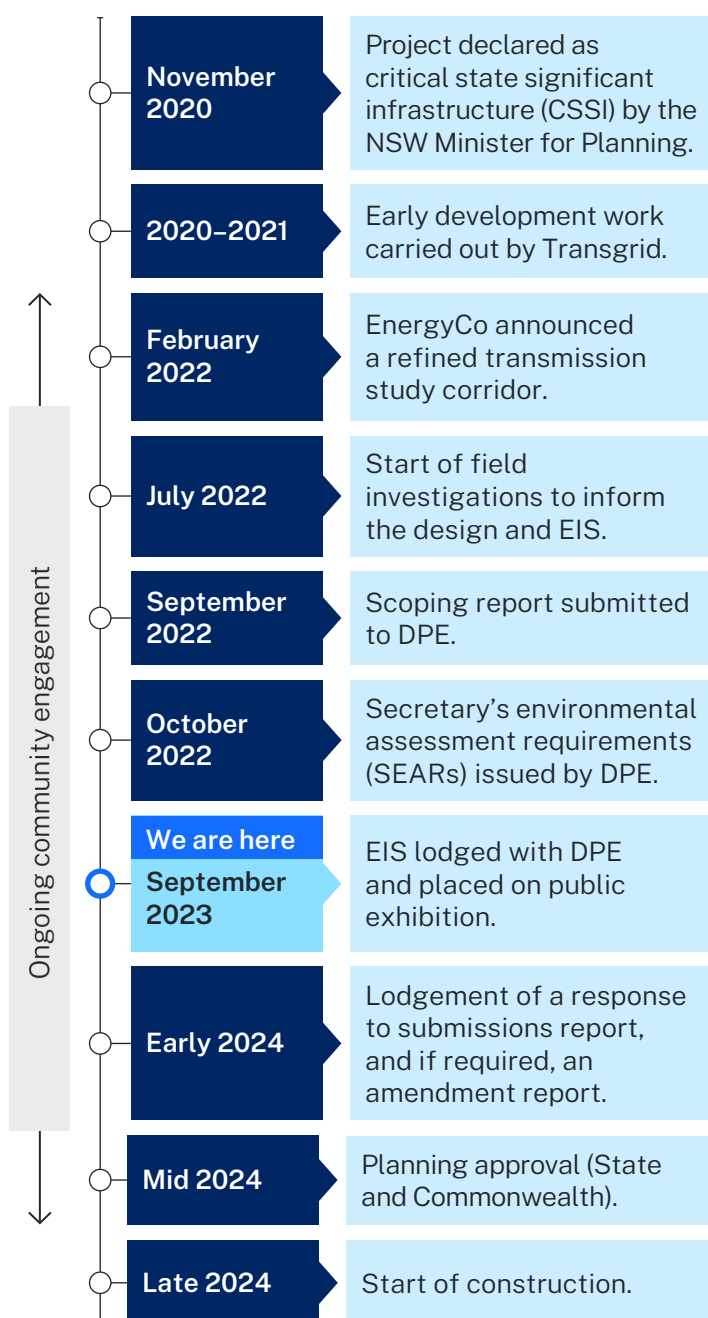 November
2020
Project declared as
critical state significant
infrastructure (CSSI) by the
NSW Minister for Planning.
2020–2021
Early development work
carried out by Transgrid.
February
2022
EnergyCo announced
a refined transmission
study corridor.
July 2022
Start of field
investigations to inform
the design and EIS.
September
2022
Scoping report submitted
to DPE.
October
2022
Secretary’s environmental
assessment requirements
(SEARs) issued by DPE.
We are here
September
2023
EIS lodged with DPE
and placed on public
exhibition.
Early 2024
Lodgement of a response
to submissions report,
and if required, an
amendment report.
Mid 2024
Planning approval (State
and Commonwealth).
Late 2024
Start of construction.
Ongoing community engagement